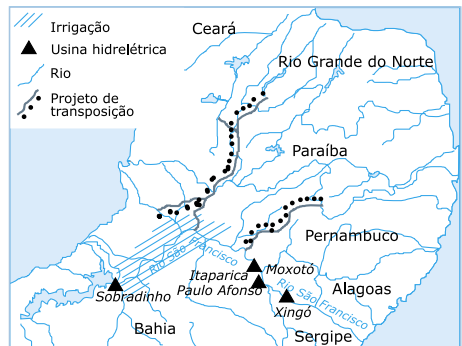 Irrigação
Usina hidrelétrica
Rio
Projeto de
transposição
Ceará
Rio Grande do Norte
Paraíba
Pernambuco
Rio São Francisco
Itaparica
Moxotó
Paulo Afonso
Sobradinho
Rio São Francisco
Alagoas
Xingó
Bahia
Sergipe